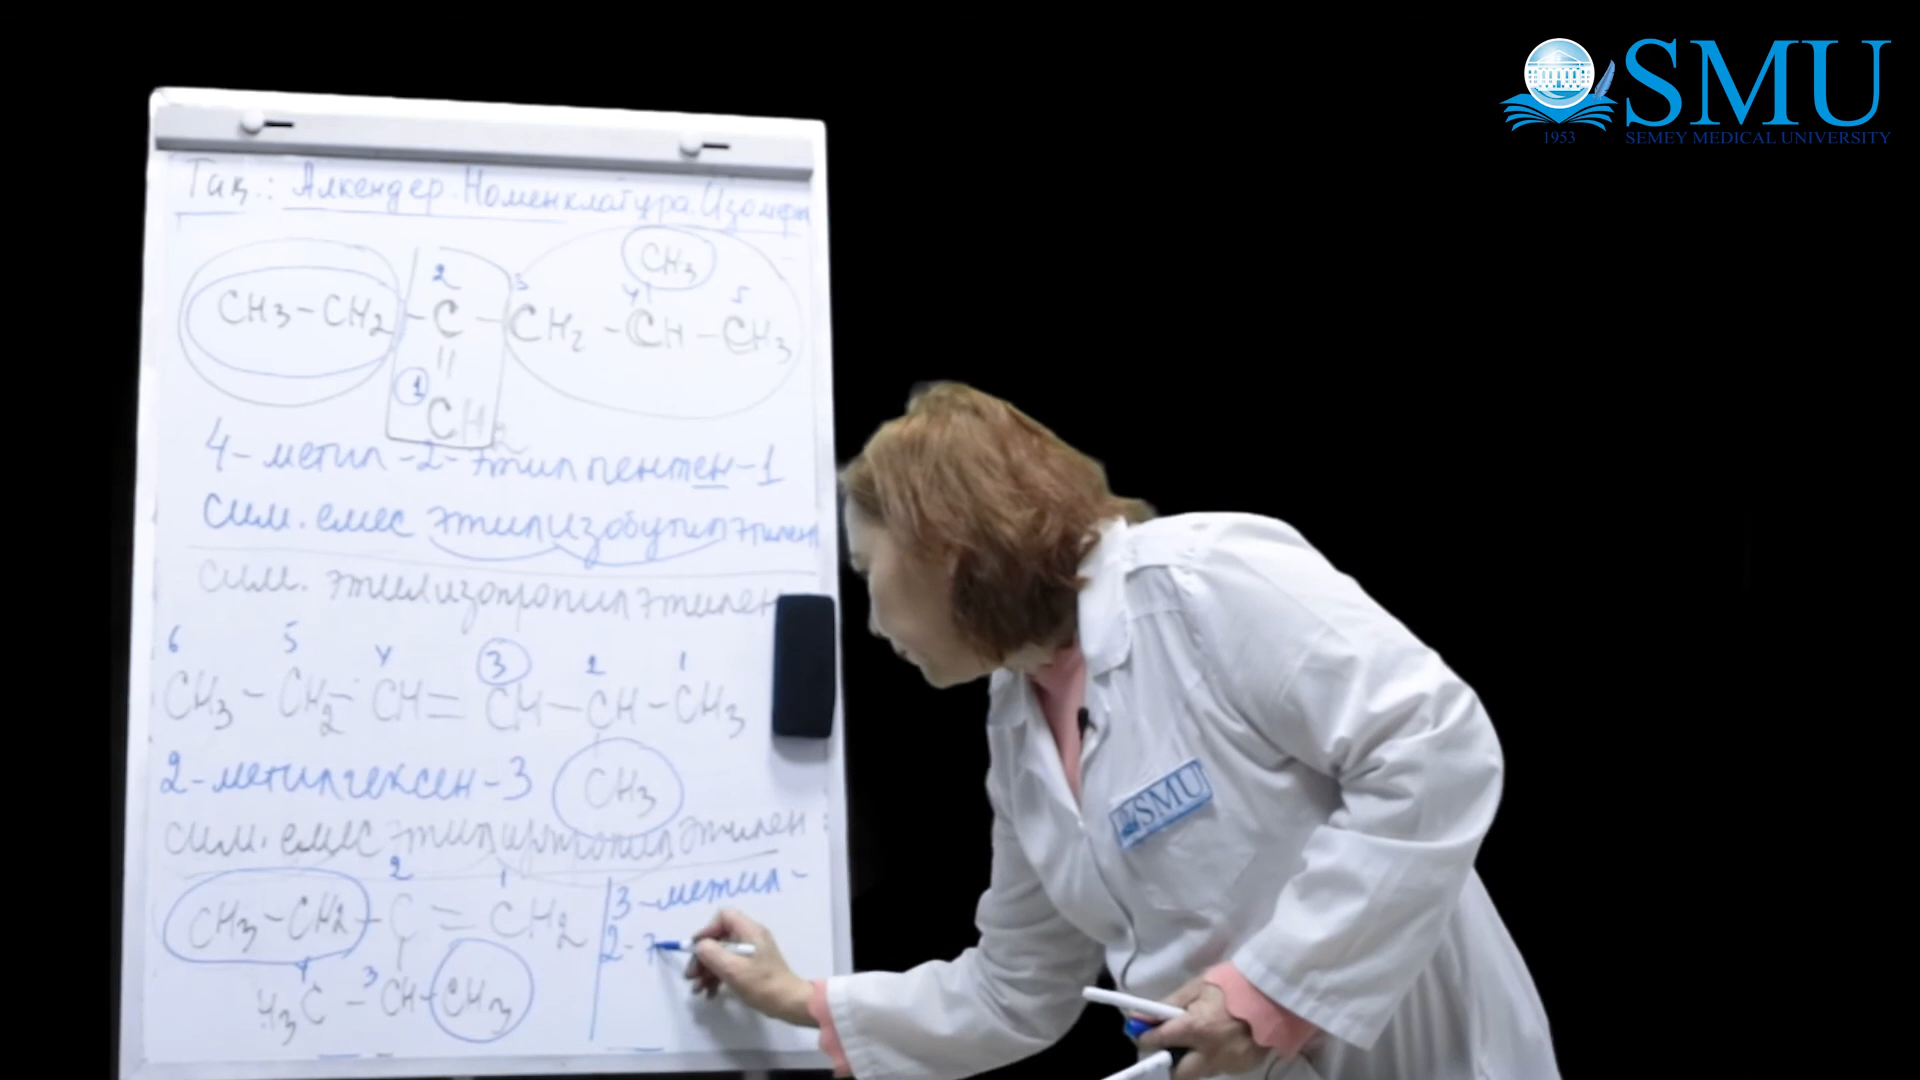 SMU
1953
SEMEY MEDICAL UNIVERSITY
Тақ.: Алкендер. Номенклатура. Изомер
CH3
2 3 4 5
CH3-CH2-C-CH2-CH-CH3
||
1
CH2
4-метил-2-этилпентен-1
сим. емес этилизобутилэтилен
сим. этилизопропилэтилен
6 5 4 3 2 1
CH3-CH2-CH=CH-CH-CH3
CH3
2-метилгексен-3
сим. емес этилизопропилэтилен:
2 1
CH3-CH2-C=CH2
4 3
H3C-CH-CH3
3-метил-
2-э
SMU